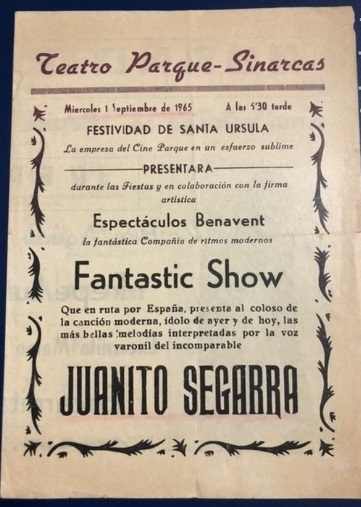 Teatro Parque-Sinarcas
Miercoles 1 Septiembre de 1965 A las 5'30 tarde
FESTIVIDAD DE SANTA URSULA
La empresa del Cine Parque en un esfuerzo sublime
PRESENTARA
durante las Fiestas y en colaboración con la firma
artística
Espectáculos Benavent
la fantástica Compañia de ritmos modernos
Fantastic Show
Que en ruta por España, presenta al coloso de
la canción moderna, ídolo de ayer y de hoy, las
más bellas melodías interpretadas por la voz
varonil del incomparable
JUANITO SEGARRA